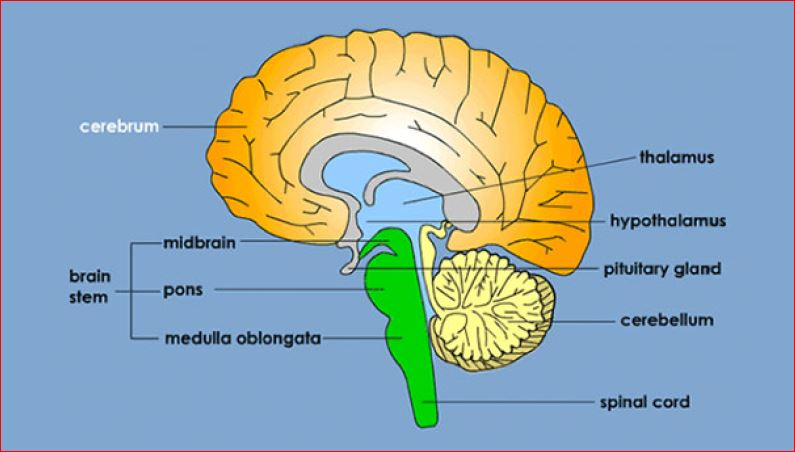 cerebrum
thalamus
hypothalamus
midbrain
pituitary gland
brain
stem
pons
cerebellum
medulla oblongata
spinal cord